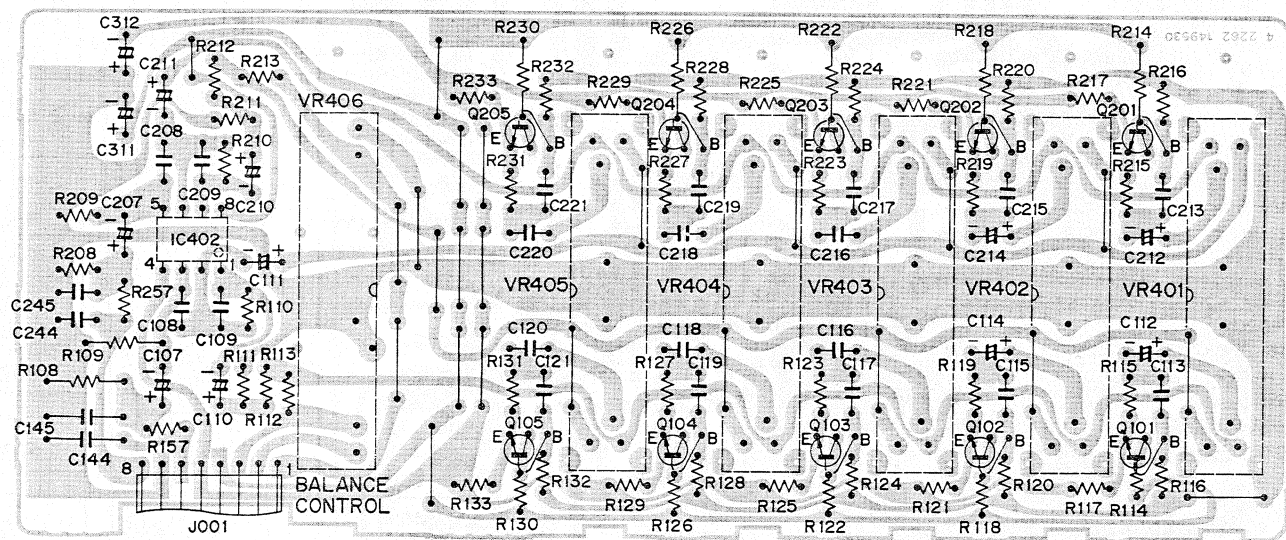 C312
R212
C211
R213
R230
R226
R222
R218
R214
4 2262 149530
R233
R232
R229
R228
R225
R224
R221
R220
R217
R216
VR406
Q205
Q204
Q203
Q202
Q201
R211
C208
R210
C311
E B
E B
E B
E B
E B
R231
R227
R223
R219
R215
R209
C207
C209
C210
5 8
C221
C219
C217
C215
C213
IC402
C220
C218
C216
C214
C212
R208
4 1
C111
C245
R257
R110
VR405
VR404
VR403
VR402
VR401
C244
C108
C109
C120
C118
C116
C114
C112
R109
C107
R111
R113
R131
C121
R127
C119
R123
C117
R119
C115
R115
C113
R108
C110
R112
C145
R157
C144
Q105
Q104
Q103
Q102
Q101
E B
E B
E B
E B
E B
8 1
BALANCE
CONTROL
J001
R133
R132
R129
R128
R125
R124
R121
R120
R117
R116
R130
R126
R122
R118
R114